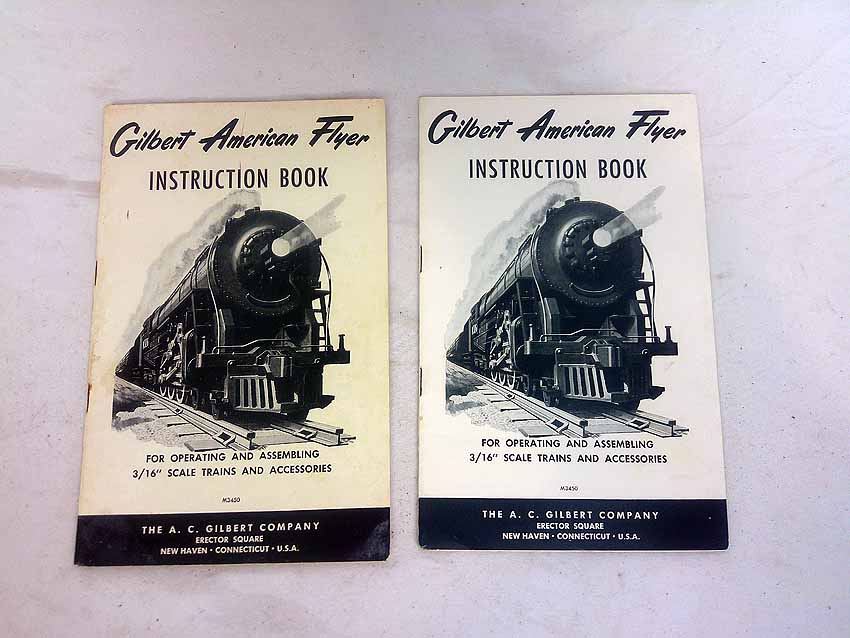 Gilbert American Flyer
INSTRUCTION BOOK
FOR OPERATING AND ASSEMBLING
3/16" SCALE TRAINS AND ACCESSORIES
M3450
THE A. C. GILBERT COMPANY
ERECTOR SQUARE
NEW HAVEN · CONNECTICUT · U.S.A.
Gilbert American Flyer
INSTRUCTION BOOK
FOR OPERATING AND ASSEMBLING
3/16" SCALE TRAINS AND ACCESSORIES
M3450
THE A. C. GILBERT COMPANY
ERECTOR SQUARE
NEW HAVEN · CONNECTICUT · U.S.A.